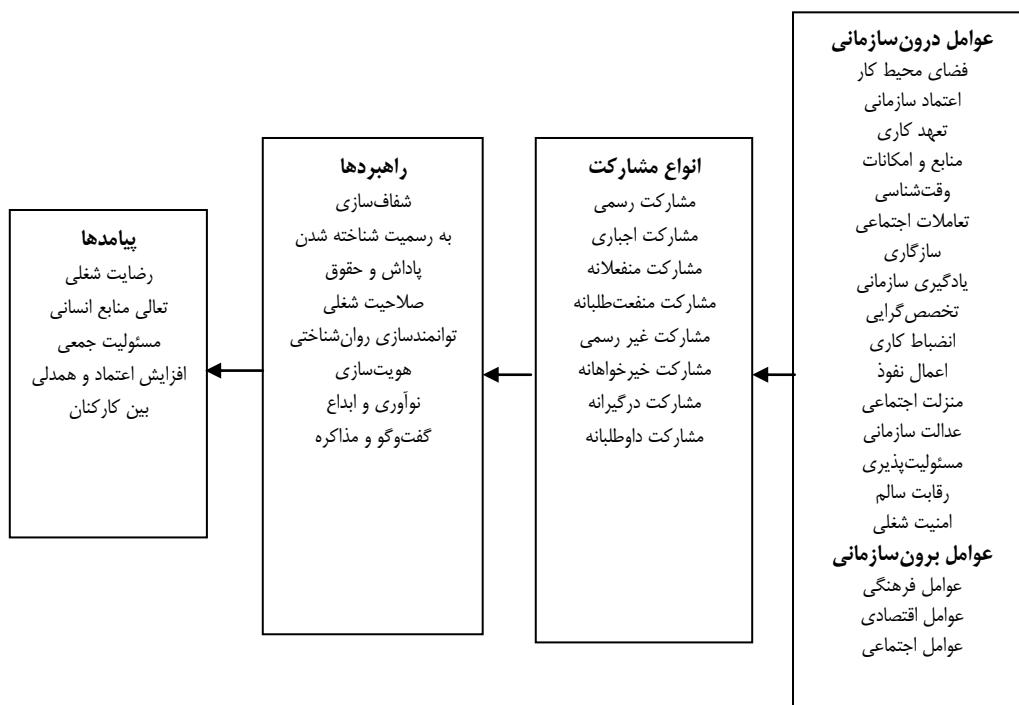 عوامل درون‌سازمانی
فضای محیط کار
اعتماد سازمانی
تعهد کاری
منابع و امکانات
وقت‌شناسی
تعاملات اجتماعی
سازگاری
یادگیری سازمانی
تخصص‌گرایی
انضباط کاری
اعمال نفوذ
منزلت اجتماعی
عدالت سازمانی
مسئولیت‌پذیری
رقابت سالم
امنیت شغلی
عوامل برون‌سازمانی
عوامل فرهنگی
عوامل اقتصادی
عوامل اجتماعی
انواع مشارکت
مشارکت رسمی
مشارکت اجباری
مشارکت منفعلانه
مشارکت منفعت‌طلبانه
مشارکت غیر رسمی
مشارکت خیرخواهانه
مشارکت درگیرانه
مشارکت داوطلبانه
راهبردها
شفاف‌سازی
به رسمیت شناخته شدن
پاداش و حقوق
صلاحیت شغلی
توانمندسازی روان‌شناختی
هویت‌سازی
نوآوری و ابداع
گفت‌وگو و مذاکره
پیامدها
رضایت شغلی
تعالی منابع انسانی
مسئولیت جمعی
افزایش اعتماد و همدلی
بین کارکنان